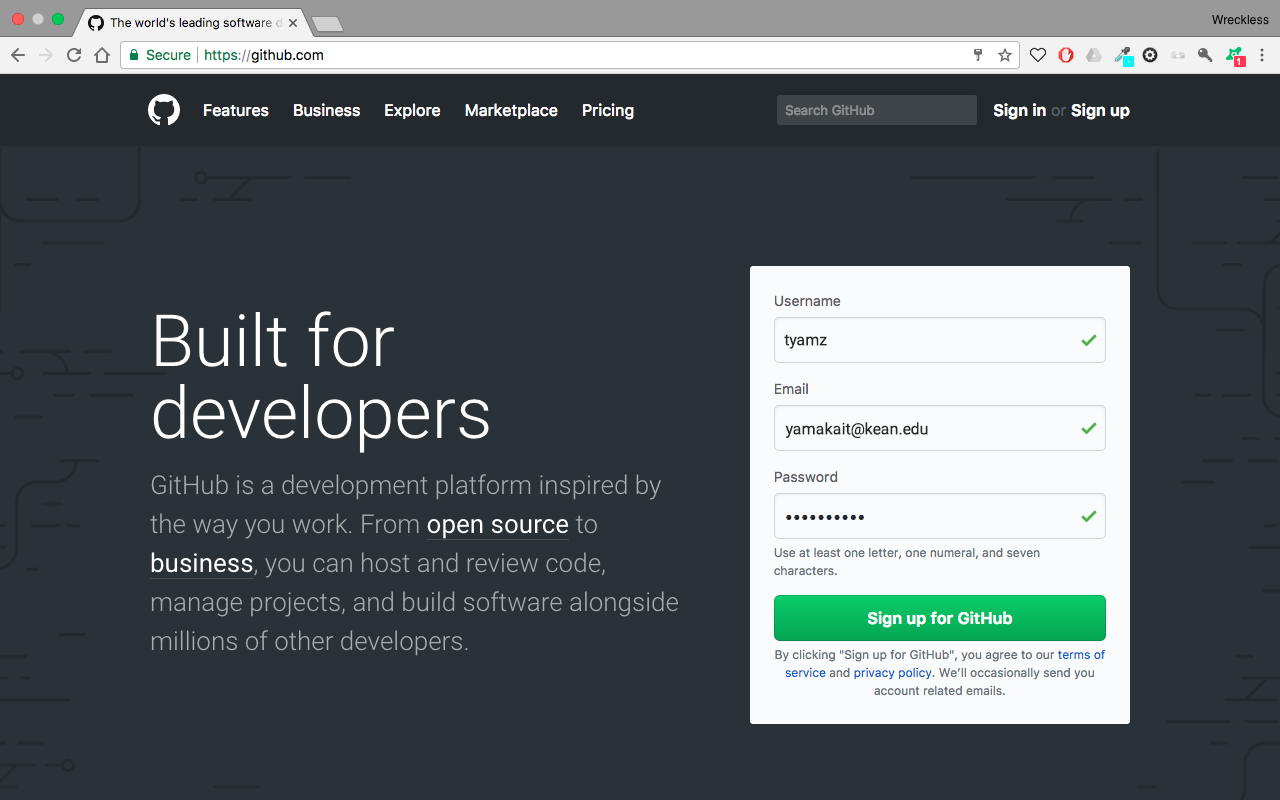 The world's leading software d
Wreckless
Secure https://github.com
1
Features Business Explore Marketplace Pricing Search GitHub Sign in or Sign up
Built for
developers
GitHub is a development platform inspired by
the way you work. From open source to
business, you can host and review code,
manage projects, and build software alongside
millions of other developers.
Username
tyamz
Email
yamakait@kean.edu
Password
••••••••••
Use at least one letter, one numeral, and seven
characters.
Sign up for GitHub
By clicking "Sign up for GitHub", you agree to our terms of
service and privacy policy. We’ll occasionally send you
account related emails.